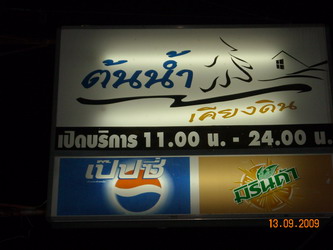 ต้นน้ำ
เคียงดิน
เปิดบริการ 11.00 น. - 24.00 น.
เป๊ปซี่
มิรินด้า
13.09.2009